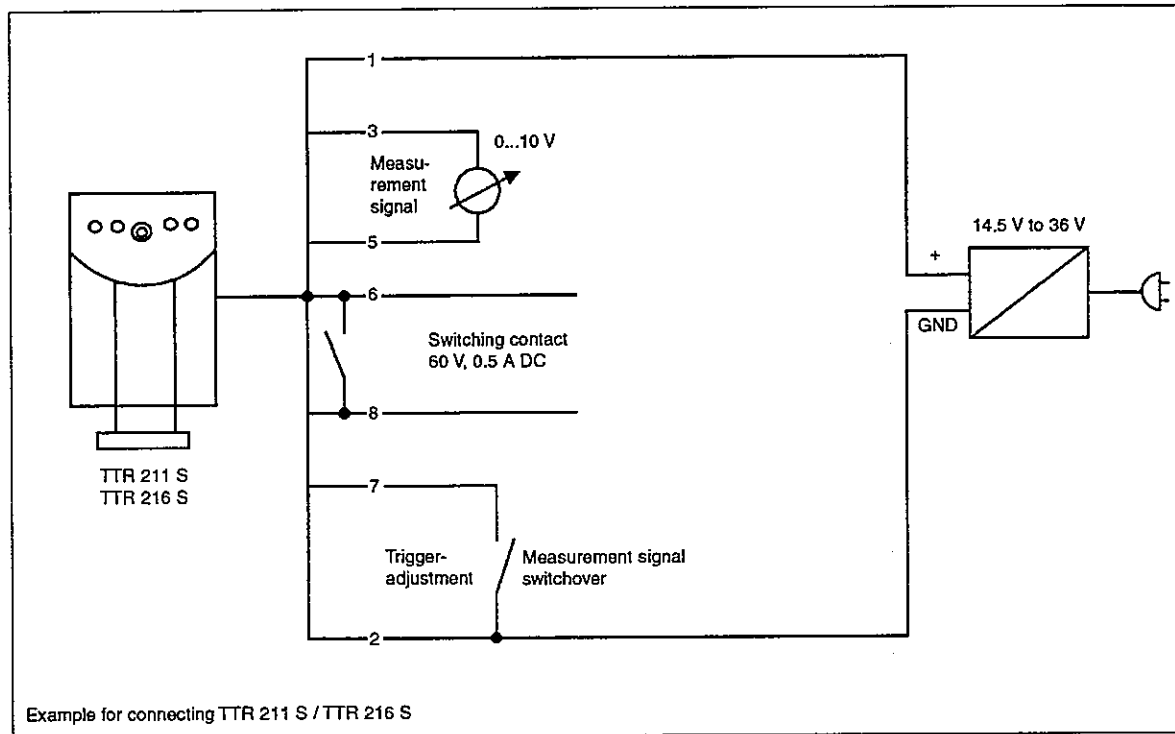 1
3
0...10 V
Measu-
rement
signal
5
14.5 V to 36 V
+
GND
6
Switching contact
60 V, 0.5 A DC
8
TTR 211 S
TTR 216 S
7
Trigger-
adjustment
Measurement signal
switchover
2
Example for connecting TTR 211 S / TTR 216 S